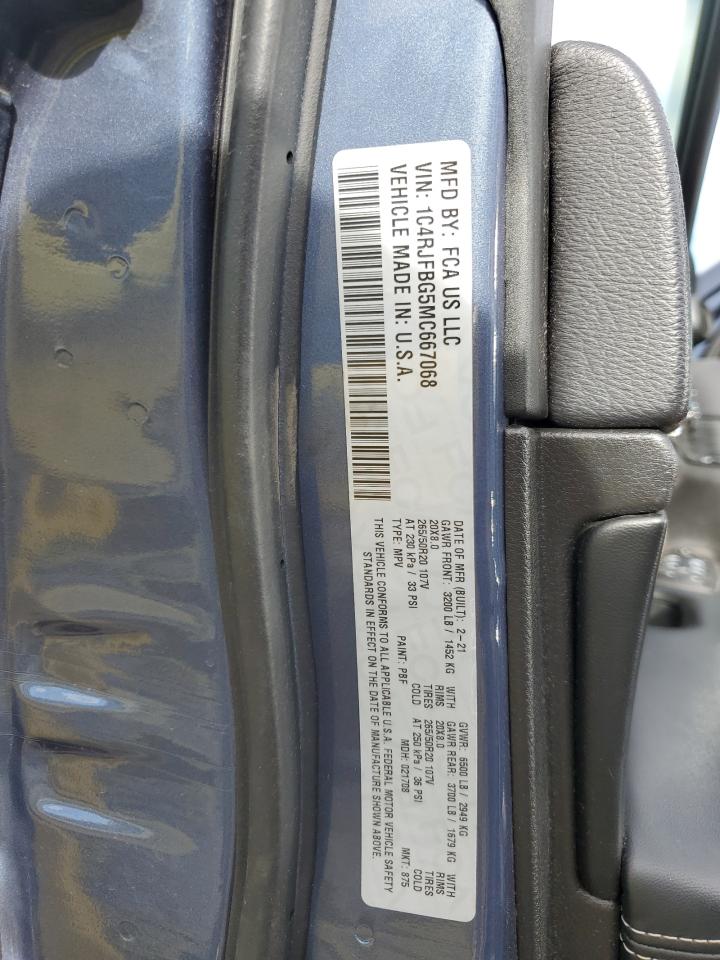 MFD BY: FCA US LLC
VIN: 1C4RJFBG5MC667068
VEHICLE MADE IN: U.S.A.
DATE OF MFR (BUILT): 2-21 GVWR: 6500 LB / 2949 KG
GAWR FRONT: 3200 LB / 1452 KG WITH GAWR REAR: 3700 LB / 1679 KG WITH
20X8.0 RIMS 20X8.0 RIMS
265/50R20 107V TIRES 265/50R20 107V TIRES
AT 230 kPa / 33 PSI COLD AT 250 kPa / 36 PSI COLD
TYPE: MPV PAINT: PBF MDH: 021708 MKT: 875
THIS VEHICLE CONFORMS TO ALL APPLICABLE U.S.A. FEDERAL MOTOR VEHICLE SAFETY
STANDARDS IN EFFECT ON THE DATE OF MANUFACTURE SHOWN ABOVE.